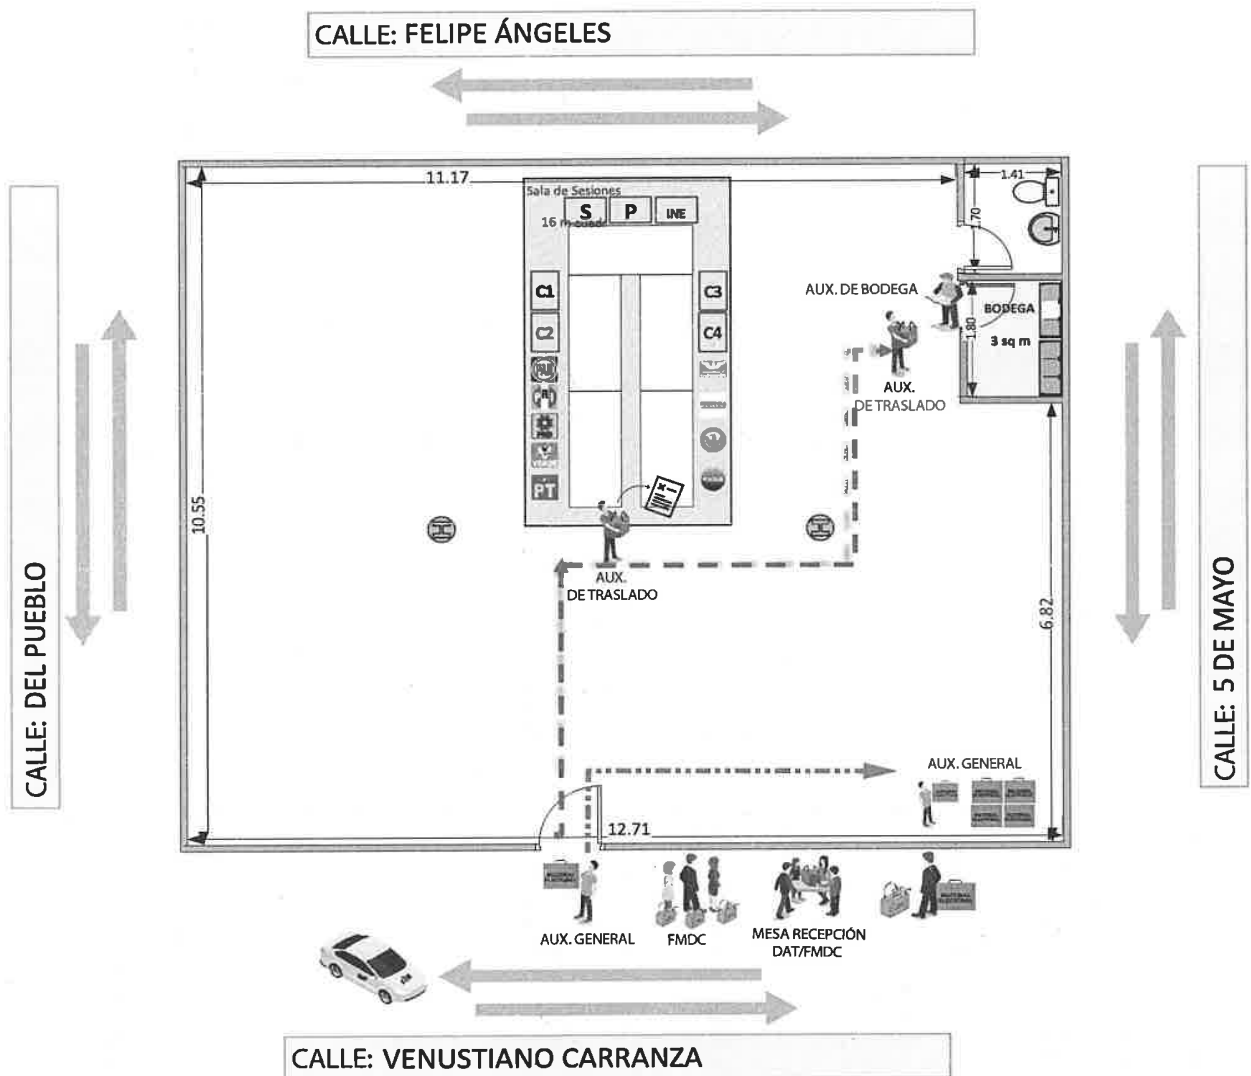 CALLE: FELIPE ÁNGELES
11.17
1.41
Sala de Sesiones
S P INE
16 m
.70
C1
C3
AUX. DE BODEGA
BODEGA
C2
C4
1.80
3 sq m
AUX.
DE TRASLADO
PT
10.55
AUX.
DE TRASLADO
6.82
CALLE: DEL PUEBLO
CALLE: 5 DE MAYO
AUX. GENERAL
12.71
AUX. GENERAL
FMDC
MESA RECEPCIÓN
DAT/FMDC
CALLE: VENUSTIANO CARRANZA